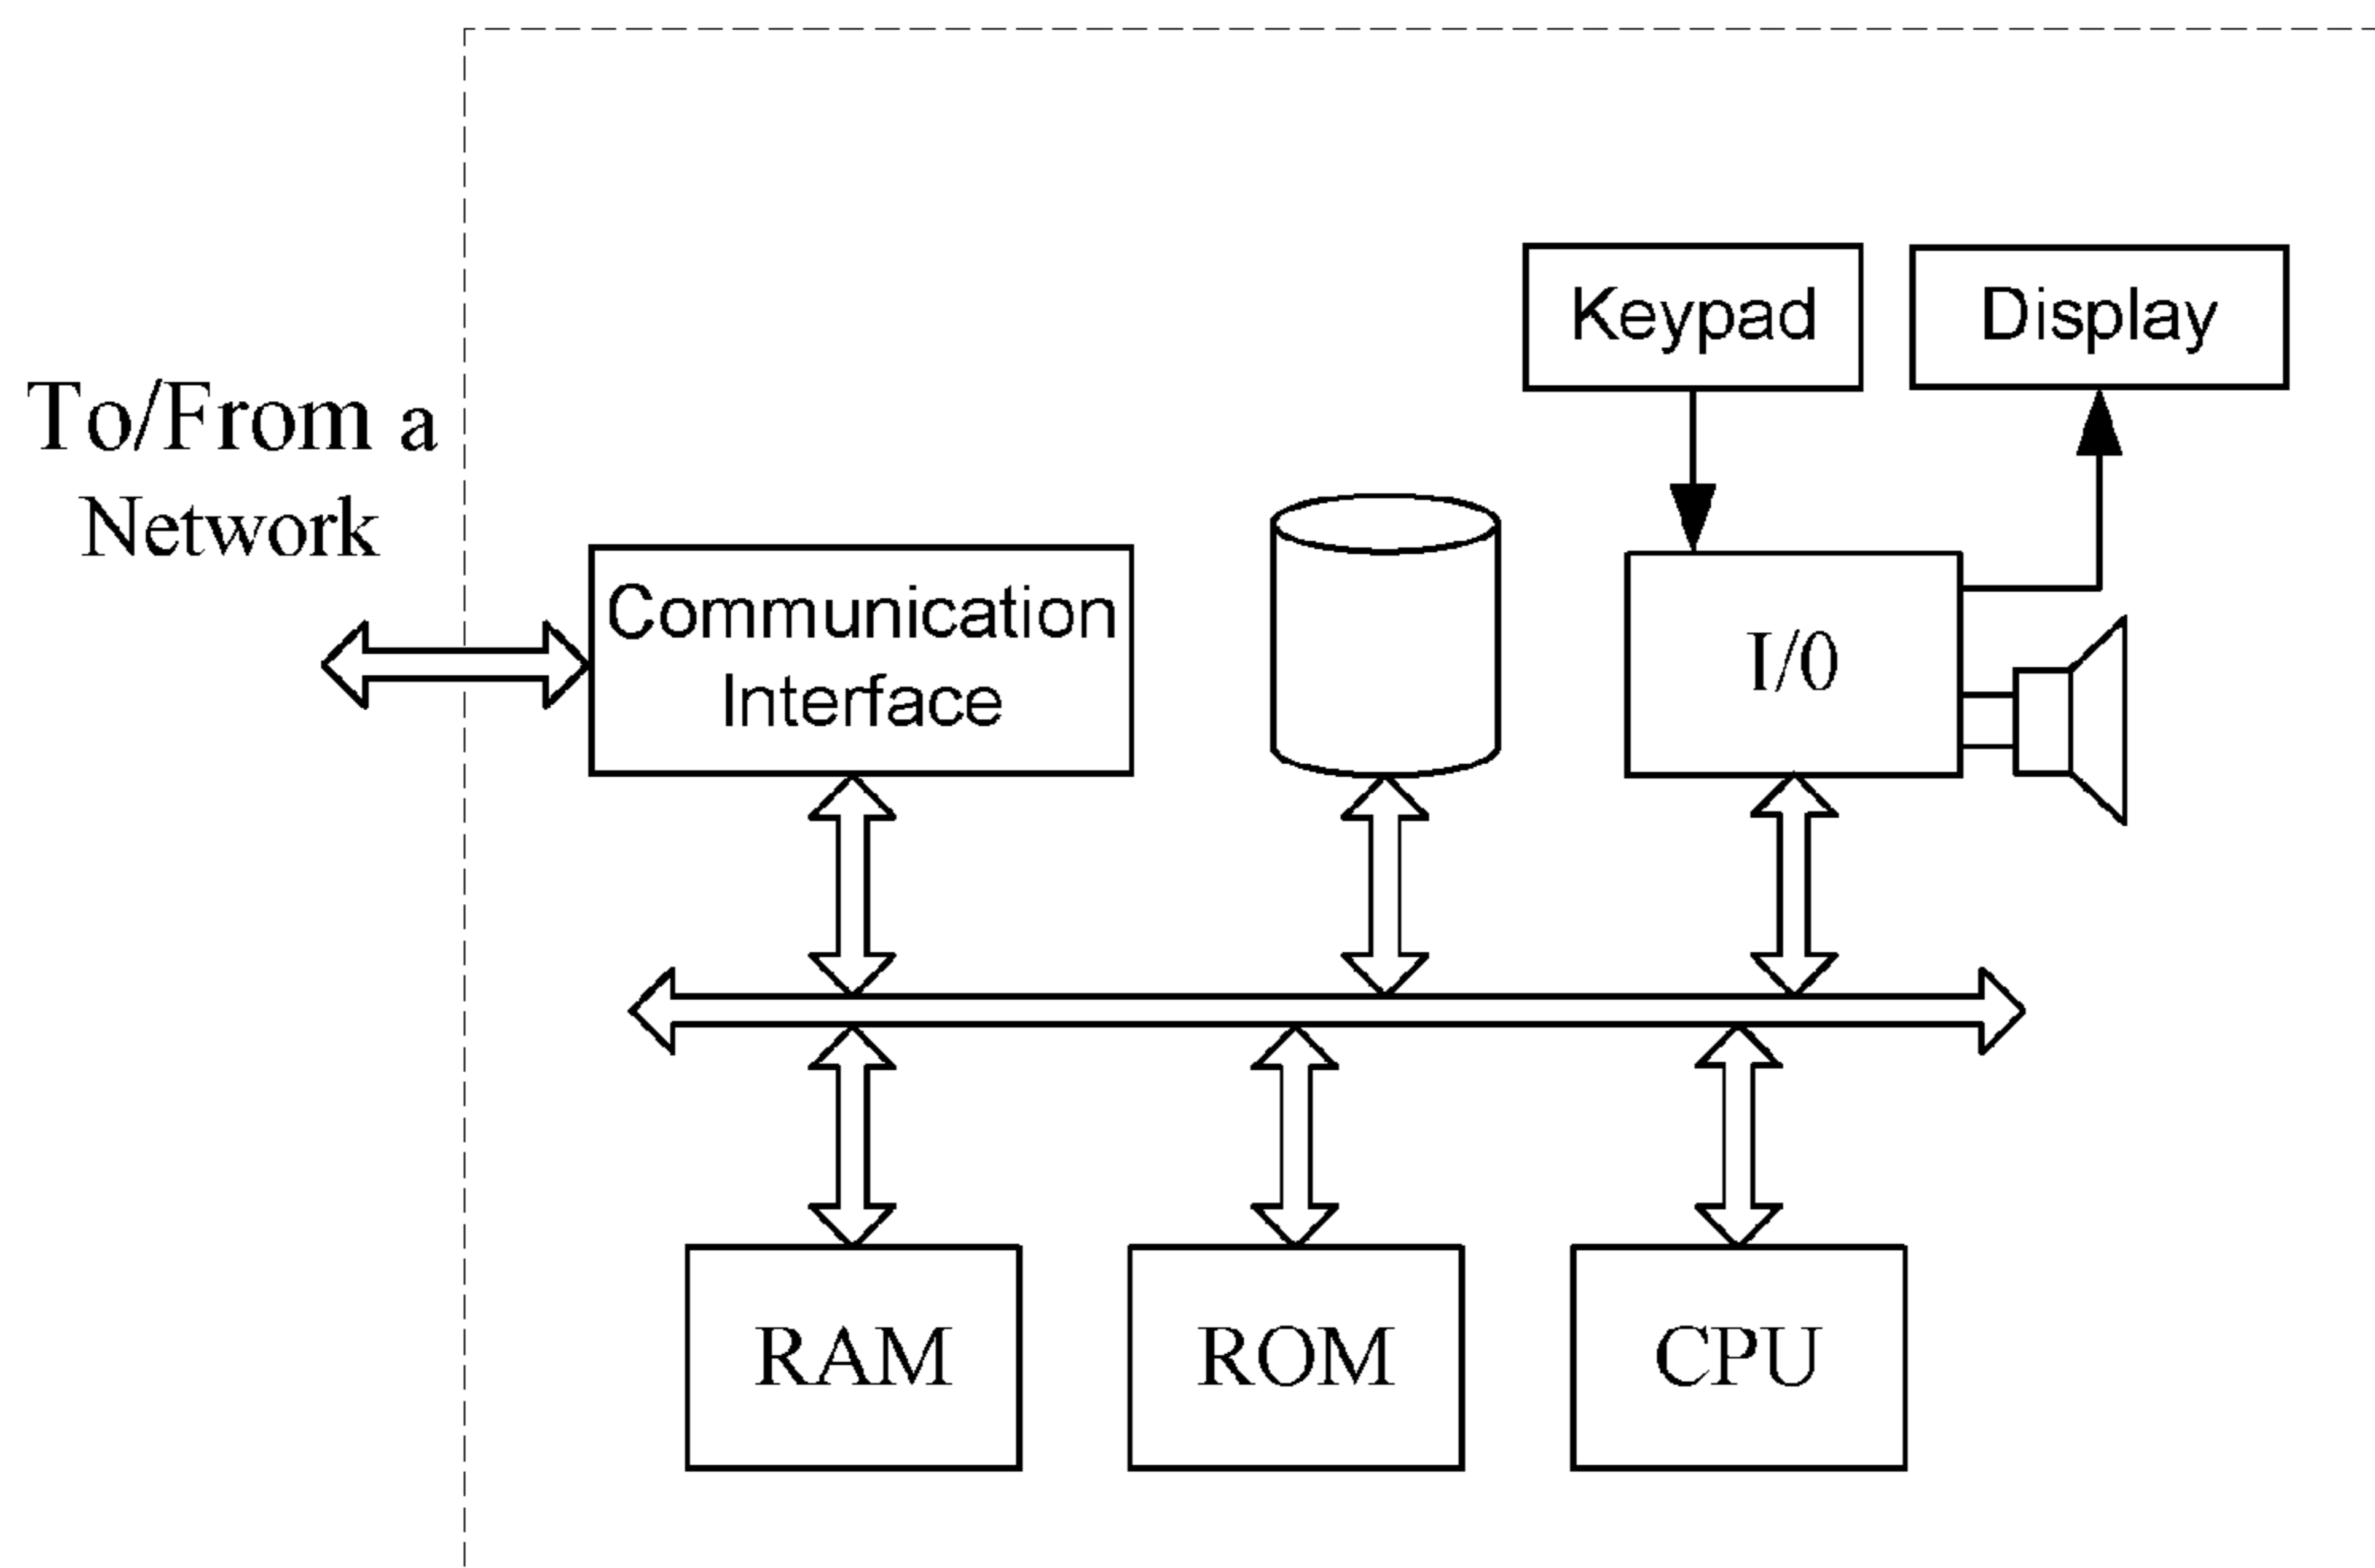 To/From a
Network
Keypad
Display
Communication
Interface
I/0
RAM
ROM
CPU